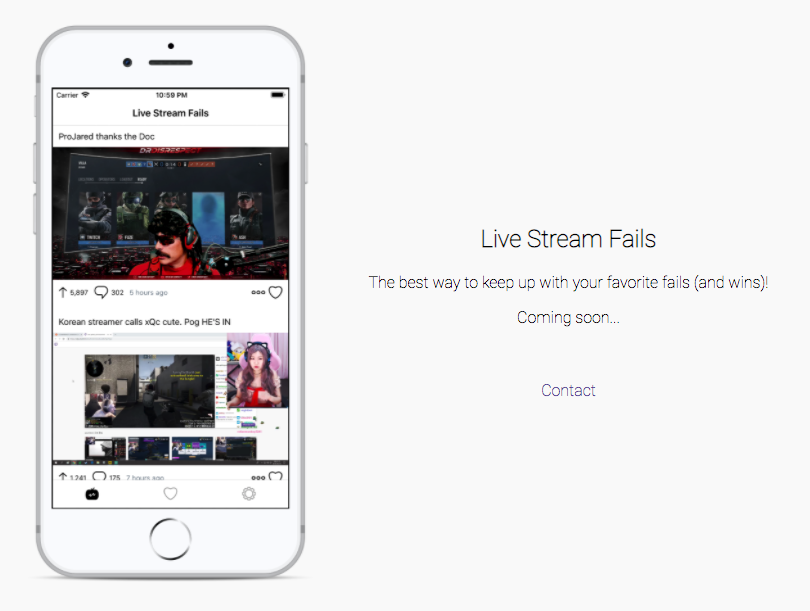 Carrier
10:59 PM
Live Stream Fails
ProJared thanks the Doc
DRDISRESPECT
5,897
302
5 hours ago
Korean streamer calls xQc cute. Pog HE'S IN
1,241
175
7 hours ago
Live Stream Fails
The best way to keep up with your favorite fails (and wins)!
Coming soon...
Contact